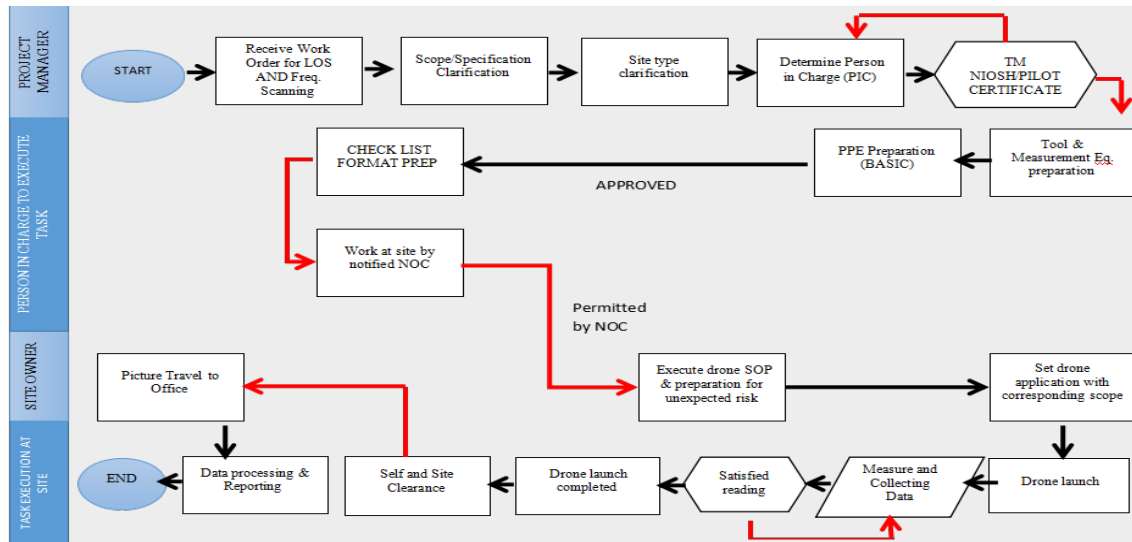 PROJECT
MANAGER
START
Receive Work
Order for LOS
AND Freq.
Scanning
Scope/Specification
Clarification
Site type
clarification
Determine Person
in Charge (PIC)
TM
NIOSH/PILOT
CERTIFICATE
PERSON IN CHARGE TO EXECUTE
TASK
CHECK LIST
FORMAT PREP
APPROVED
PPE Preparation
(BASIC)
Tool &
Measurement Eq.
preparation
Work at site by
notified NOC
Permitted
by NOC
SITE OWNER
Picture Travel to
Office
Execute drone SOP
& preparation for
unexpected risk
Set drone
application with
corresponding scope
TASK EXECUTION AT
SITE
END
Data processing &
Reporting
Self and Site
Clearance
Drone launch
completed
Satisfied
reading
Measure and
Collecting
Data
Drone launch